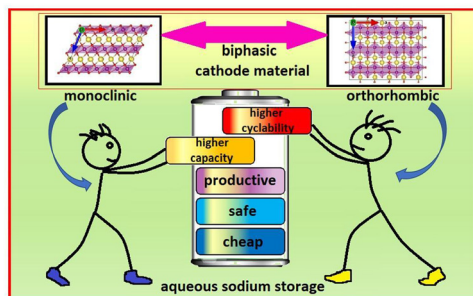 biphasic
cathode material
monoclinic
orthorhombic
higher
cyclability
higher
capacity
productive
safe
cheap
aqueous sodium storage